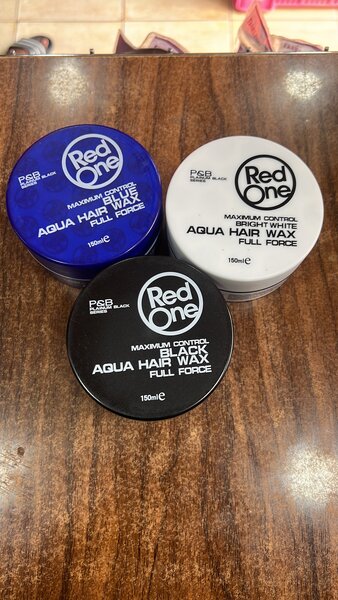 P&B
PLATINUM BLACK
SERIES
Red
One
MAXIMUM CONTROL
BLUE
AQUA HAIR WAX
FULL FORCE
150ml℮
P&B
PLATINUM BLACK
SERIES
Red
One
MAXIMUM CONTROL
BRIGHT WHITE
AQUA HAIR WAX
FULL FORCE
150ml℮
P&B
PLATINUM BLACK
SERIES
Red
One
MAXIMUM CONTROL
BLACK
AQUA HAIR WAX
FULL FORCE
150ml℮